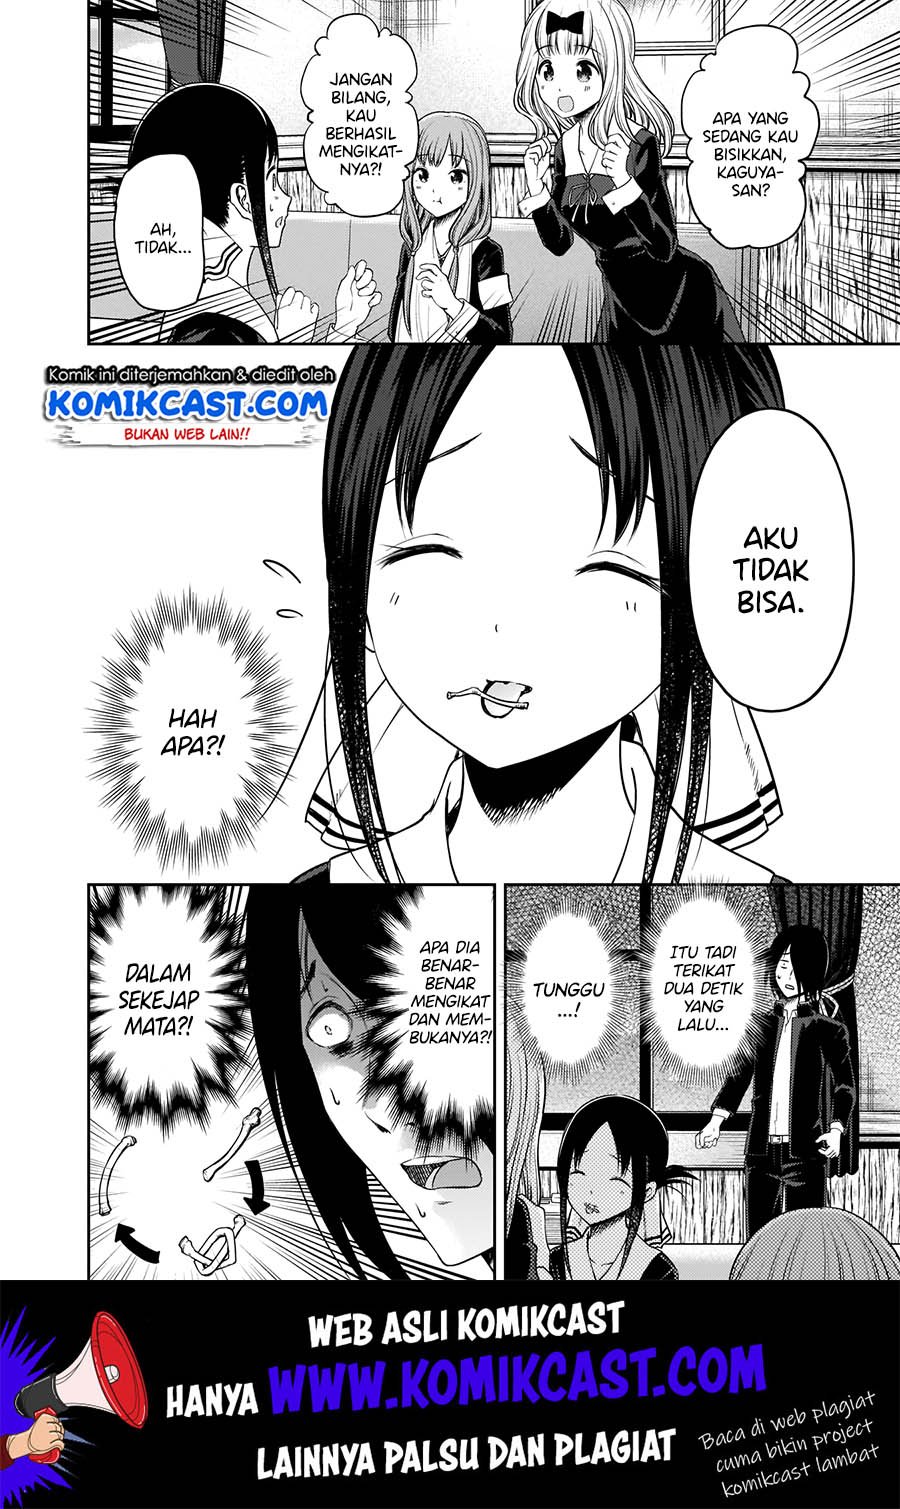 APA YANG
SEDANG KAU
BISIKKAN,
KAGUYA-
SAN?
JANGAN
BILANG,
KAU
BERHASIL
MENGIKAT-
NYA?!
AH,
TIDAK...
Komik ini diterjemahkan & diedit oleh
KOMIKCAST.COM
BUKAN WEB LAIN!!
AKU
TIDAK
BISA.
HAH
APA?!
ITU TADI
TERIKAT
DUA DETIK
YANG
LALU...
TUNGGU
...!
APA DIA
BENAR-
BENAR
MENGIKAT
DAN MEM-
BUKANYA?!
DALAM
SEKEJAP
MATA?!
WEB ASLI KOMIKCAST
HANYA WWW.KOMIKCAST.COM
LAINNYA PALSU DAN PLAGIAT
Baca di web plagiat
cuma bikin project
komikcast lambat